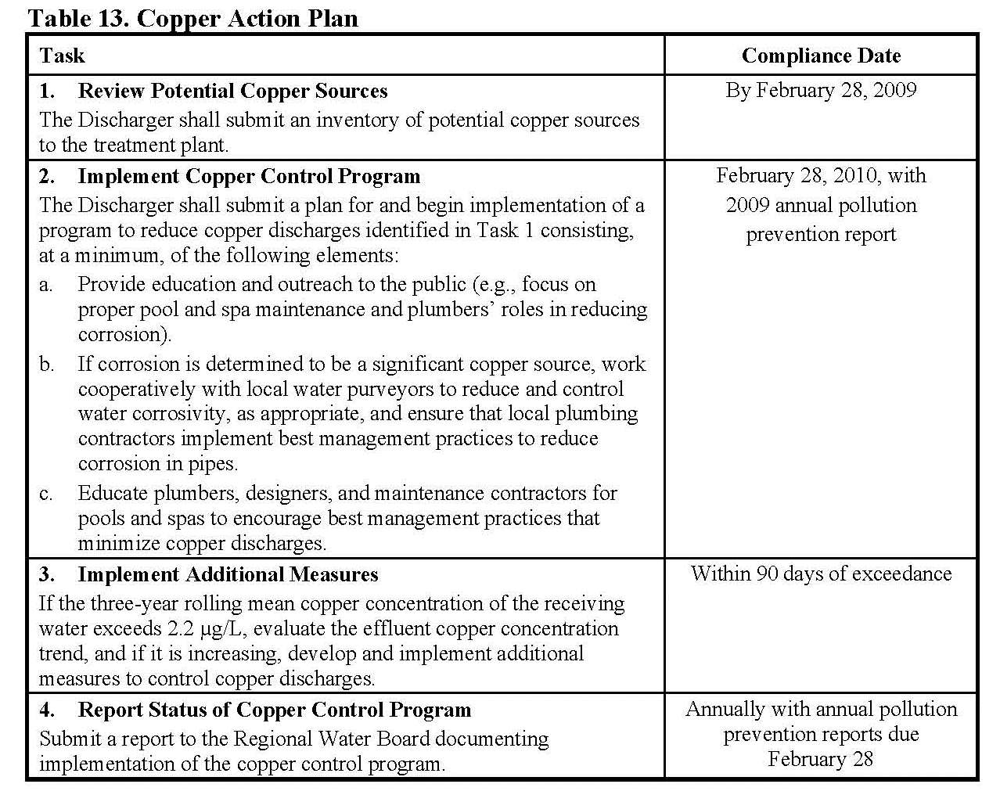 Table 13. Copper Action Plan
Task
Compliance Date
1. Review Potential Copper Sources
The Discharger shall submit an inventory of potential copper sources
to the treatment plant.
By February 28, 2009
2. Implement Copper Control Program
The Discharger shall submit a plan for and begin implementation of a
program to reduce copper discharges identified in Task 1 consisting,
at a minimum, of the following elements:
a. Provide education and outreach to the public (e.g., focus on
proper pool and spa maintenance and plumbers’ roles in reducing
corrosion).
b. If corrosion is determined to be a significant copper source, work
cooperatively with local water purveyors to reduce and control
water corrosivity, as appropriate, and ensure that local plumbing
contractors implement best management practices to reduce
corrosion in pipes.
c. Educate plumbers, designers, and maintenance contractors for
pools and spas to encourage best management practices that
minimize copper discharges.
February 28, 2010, with
2009 annual pollution
prevention report
3. Implement Additional Measures
If the three-year rolling mean copper concentration of the receiving
water exceeds 2.2 µg/L, evaluate the effluent copper concentration
trend, and if it is increasing, develop and implement additional
measures to control copper discharges.
Within 90 days of exceedance
4. Report Status of Copper Control Program
Submit a report to the Regional Water Board documenting
implementation of the copper control program.
Annually with annual pollution
prevention reports due
February 28